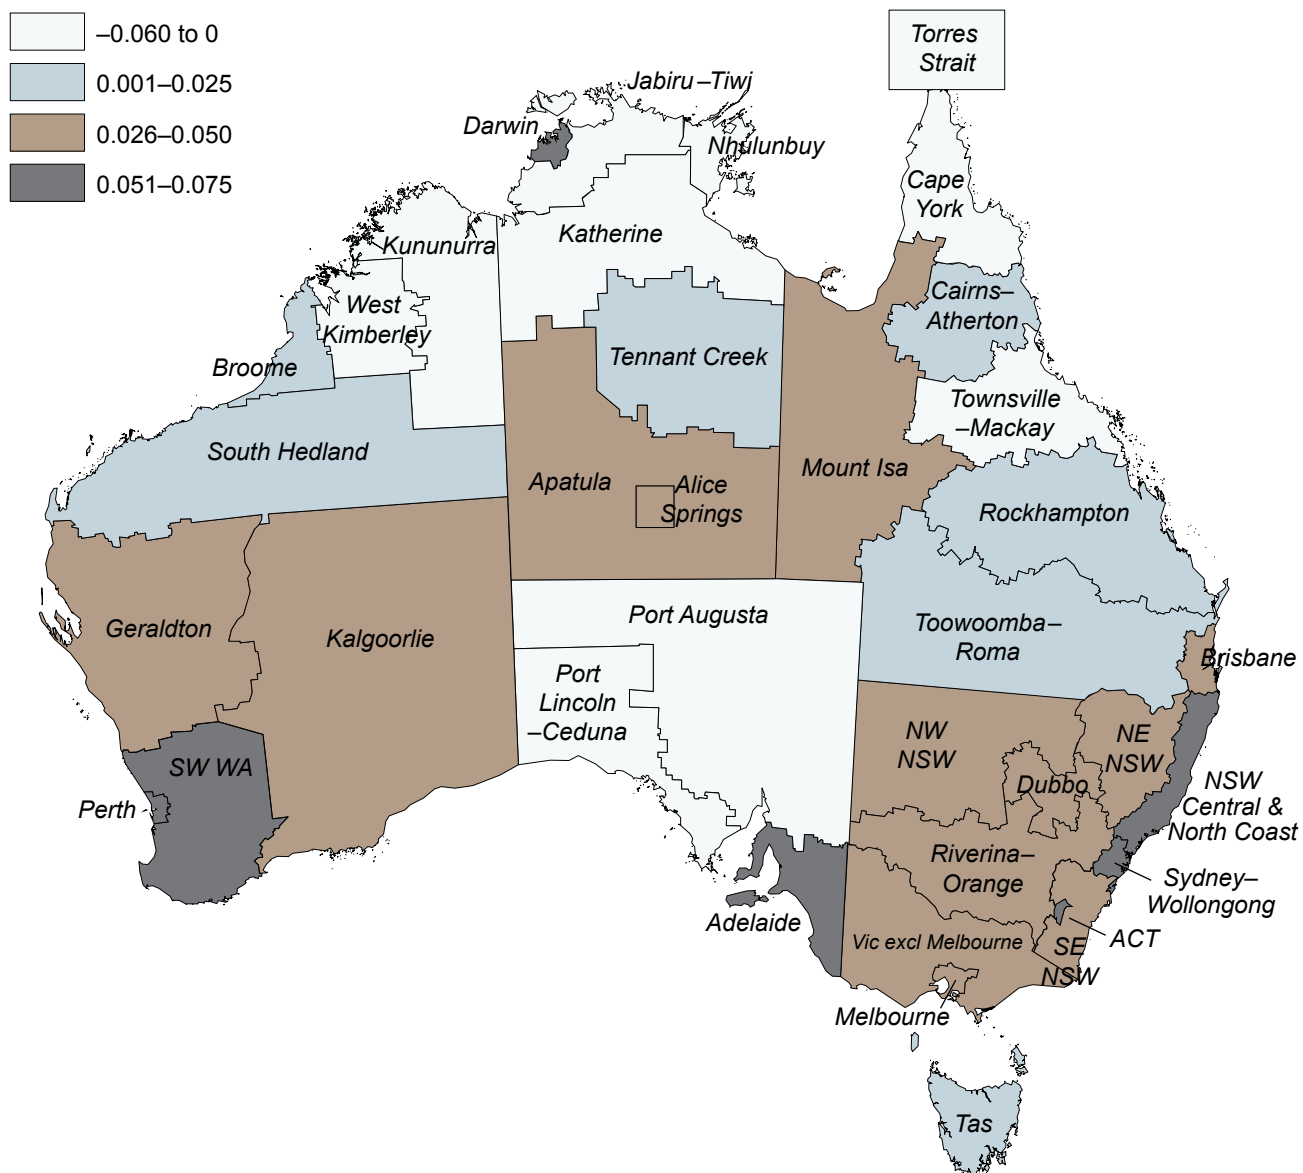 –0.060 to 0
0.001–0.025
0.026–0.050
0.051–0.075
Torres
Strait
Jabiru–Tiwi
Darwin
Nhulunbuy
Cape
York
Katherine
Kununurra
West
Kimberley
Cairns–
Atherton
Broome
Tennant Creek
Townsville
–Mackay
South Hedland
Apatula
Alice
Springs
Mount Isa
Rockhampton
Geraldton
Kalgoorlie
Port Augusta
Toowoomba–
Roma
Brisbane
Port
Lincoln
–Ceduna
NW
NSW
NE
NSW
SW WA
Dubbo
Perth
NSW
Central &
North Coast
Riverina–
Orange
Sydney–
Wollongong
Adelaide
Vic excl Melbourne
SE
NSW
ACT
Melbourne
Tas